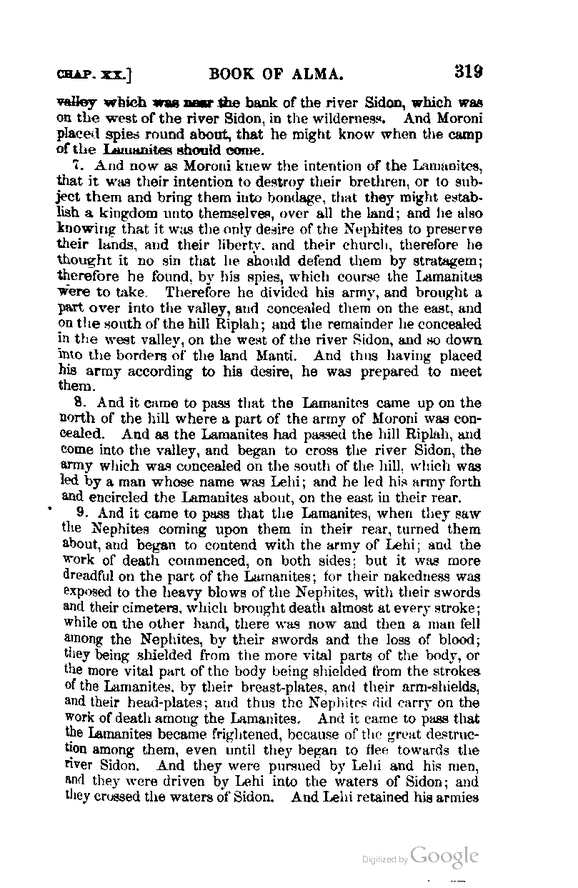 CHAP. XX.] BOOK OF ALMA. 319
valley which was near the bank of the river Sidon, which was
on the west of the river Sidon, in the wilderness. And Moroni
placed spies round about, that he might know when the camp
of the Lamanites should come.
7. And now as Moroni knew the intention of the Lamanites,
that it was their intention to destroy their brethren, or to sub-
ject them and bring them into bondage, that they might estab-
lish a kingdom unto themselves, over all the land; and he also
knowing that it was the only desire of the Nephites to preserve
their lands, and their liberty, and their church, therefore he
thought it no sin that he should defend them by stratagem;
therefore he found, by his spies, which course the Lamanites
were to take. Therefore he divided his army, and brought a
part over into the valley, and concealed them on the east, and
on the south of the hill Riplah; and the remainder he concealed
in the west valley, on the west of the river Sidon, and so down
into the borders of the land Manti. And thus having placed
his army according to his desire, he was prepared to meet
them.
8. And it came to pass that the Lamanites came up on the
north of the hill where a part of the army of Moroni was con-
cealed. And as the Lamanites had passed the hill Riplah, and
come into the valley, and began to cross the river Sidon, the
army which was concealed on the south of the hill, which was
led by a man whose name was Lehi; and he led his army forth
and encircled the Lamanites about, on the east in their rear.
9. And it came to pass that the Lamanites, when they saw
the Nephites coming upon them in their rear, turned them
about, and began to contend with the army of Lehi; and the
work of death commenced, on both sides; but it was more
dreadful on the part of the Lamanites; for their nakedness was
exposed to the heavy blows of the Nephites, with their swords
and their cimeters, which brought death almost at every stroke;
while on the other hand, there was now and then a man fell
among the Nephites, by their swords and the loss of blood;
they being shielded from the more vital parts of the body, or
the more vital part of the body being shielded from the strokes
of the Lamanites, by their breast-plates, and their arm-shields,
and their head-plates; and thus the Nephites did carry on the
work of death among the Lamanites. And it came to pass that
the Lamanites became frightened, because of the great destruc-
tion among them, even until they began to flee towards the
river Sidon. And they were pursued by Lehi and his men,
and they were driven by Lehi into the waters of Sidon; and
they crossed the waters of Sidon. And Lehi retained his armies
Digitized by Google